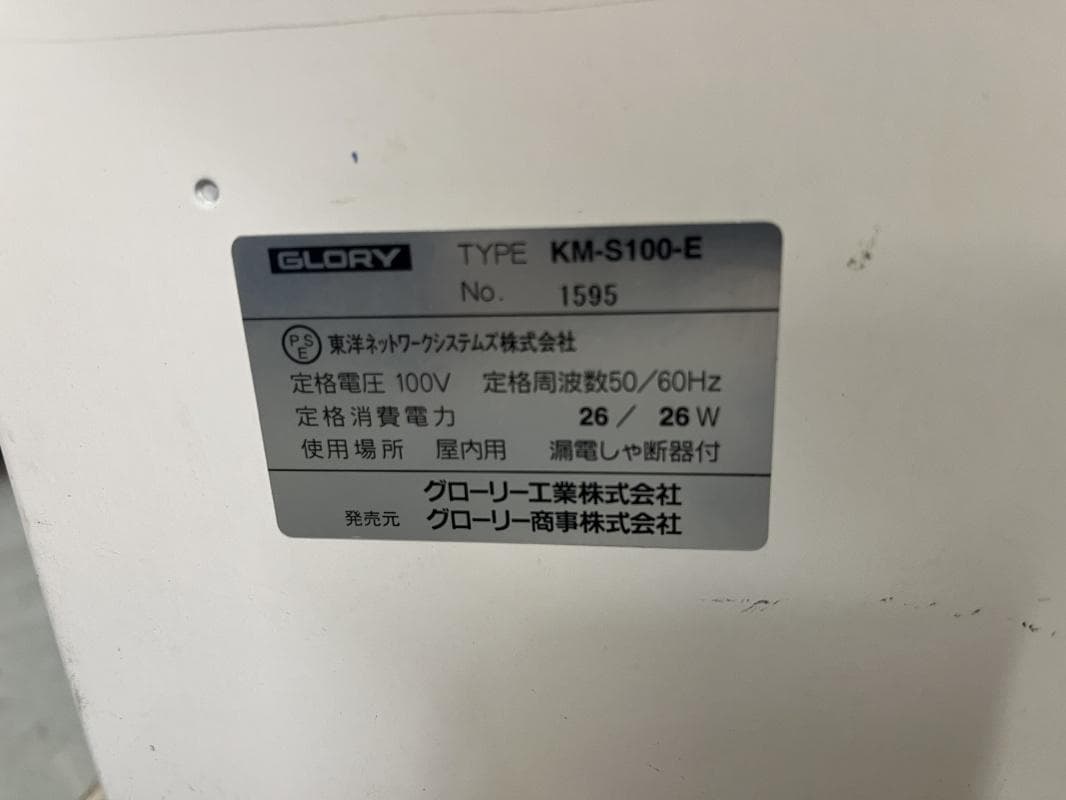 GLORY TYPE KM-S100-E
No. 1595
PSE 東洋ネットワークシステムズ株式会社
定格電圧 100V 定格周波数50/60Hz
定格消費電力 26 / 26 W
使用場所 屋内用 漏電しゃ断器付
グローリー工業株式会社
発売元 グローリー商事株式会社